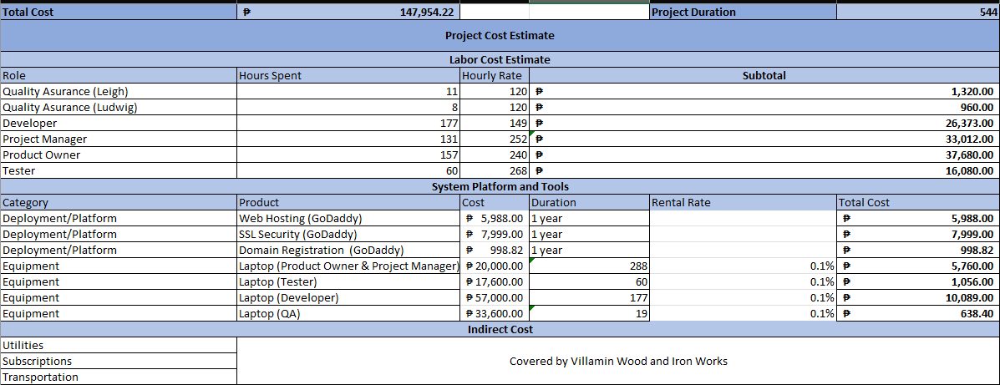 Total Cost ₱ 147,954.22 Project Duration 544
Project Cost Estimate
Labor Cost Estimate
Role Hours Spent Hourly Rate Subtotal
Quality Asurance (Leigh) 11 120 ₱ 1,320.00
Quality Asurance (Ludwig) 8 120 ₱ 960.00
Developer 177 149 ₱ 26,373.00
Project Manager 131 252 ₱ 33,012.00
Product Owner 157 240 ₱ 37,680.00
Tester 60 268 ₱ 16,080.00
System Platform and Tools
Category Product Cost Duration Rental Rate Total Cost
Deployment/Platform Web Hosting (GoDaddy) ₱ 5,988.00 1 year ₱ 5,988.00
Deployment/Platform SSL Security (GoDaddy) ₱ 7,999.00 1 year ₱ 7,999.00
Deployment/Platform Domain Registration (GoDaddy) ₱ 998.82 1 year ₱ 998.82
Equipment Laptop (Product Owner & Project Manager) ₱ 20,000.00 288 0.1% ₱ 5,760.00
Equipment Laptop (Tester) ₱ 17,600.00 60 0.1% ₱ 1,056.00
Equipment Laptop (Developer) ₱ 57,000.00 177 0.1% ₱ 10,089.00
Equipment Laptop (QA) ₱ 33,600.00 19 0.1% ₱ 638.40
Indirect Cost
Utilities
Subscriptions Covered by Villamin Wood and Iron Works
Transportation